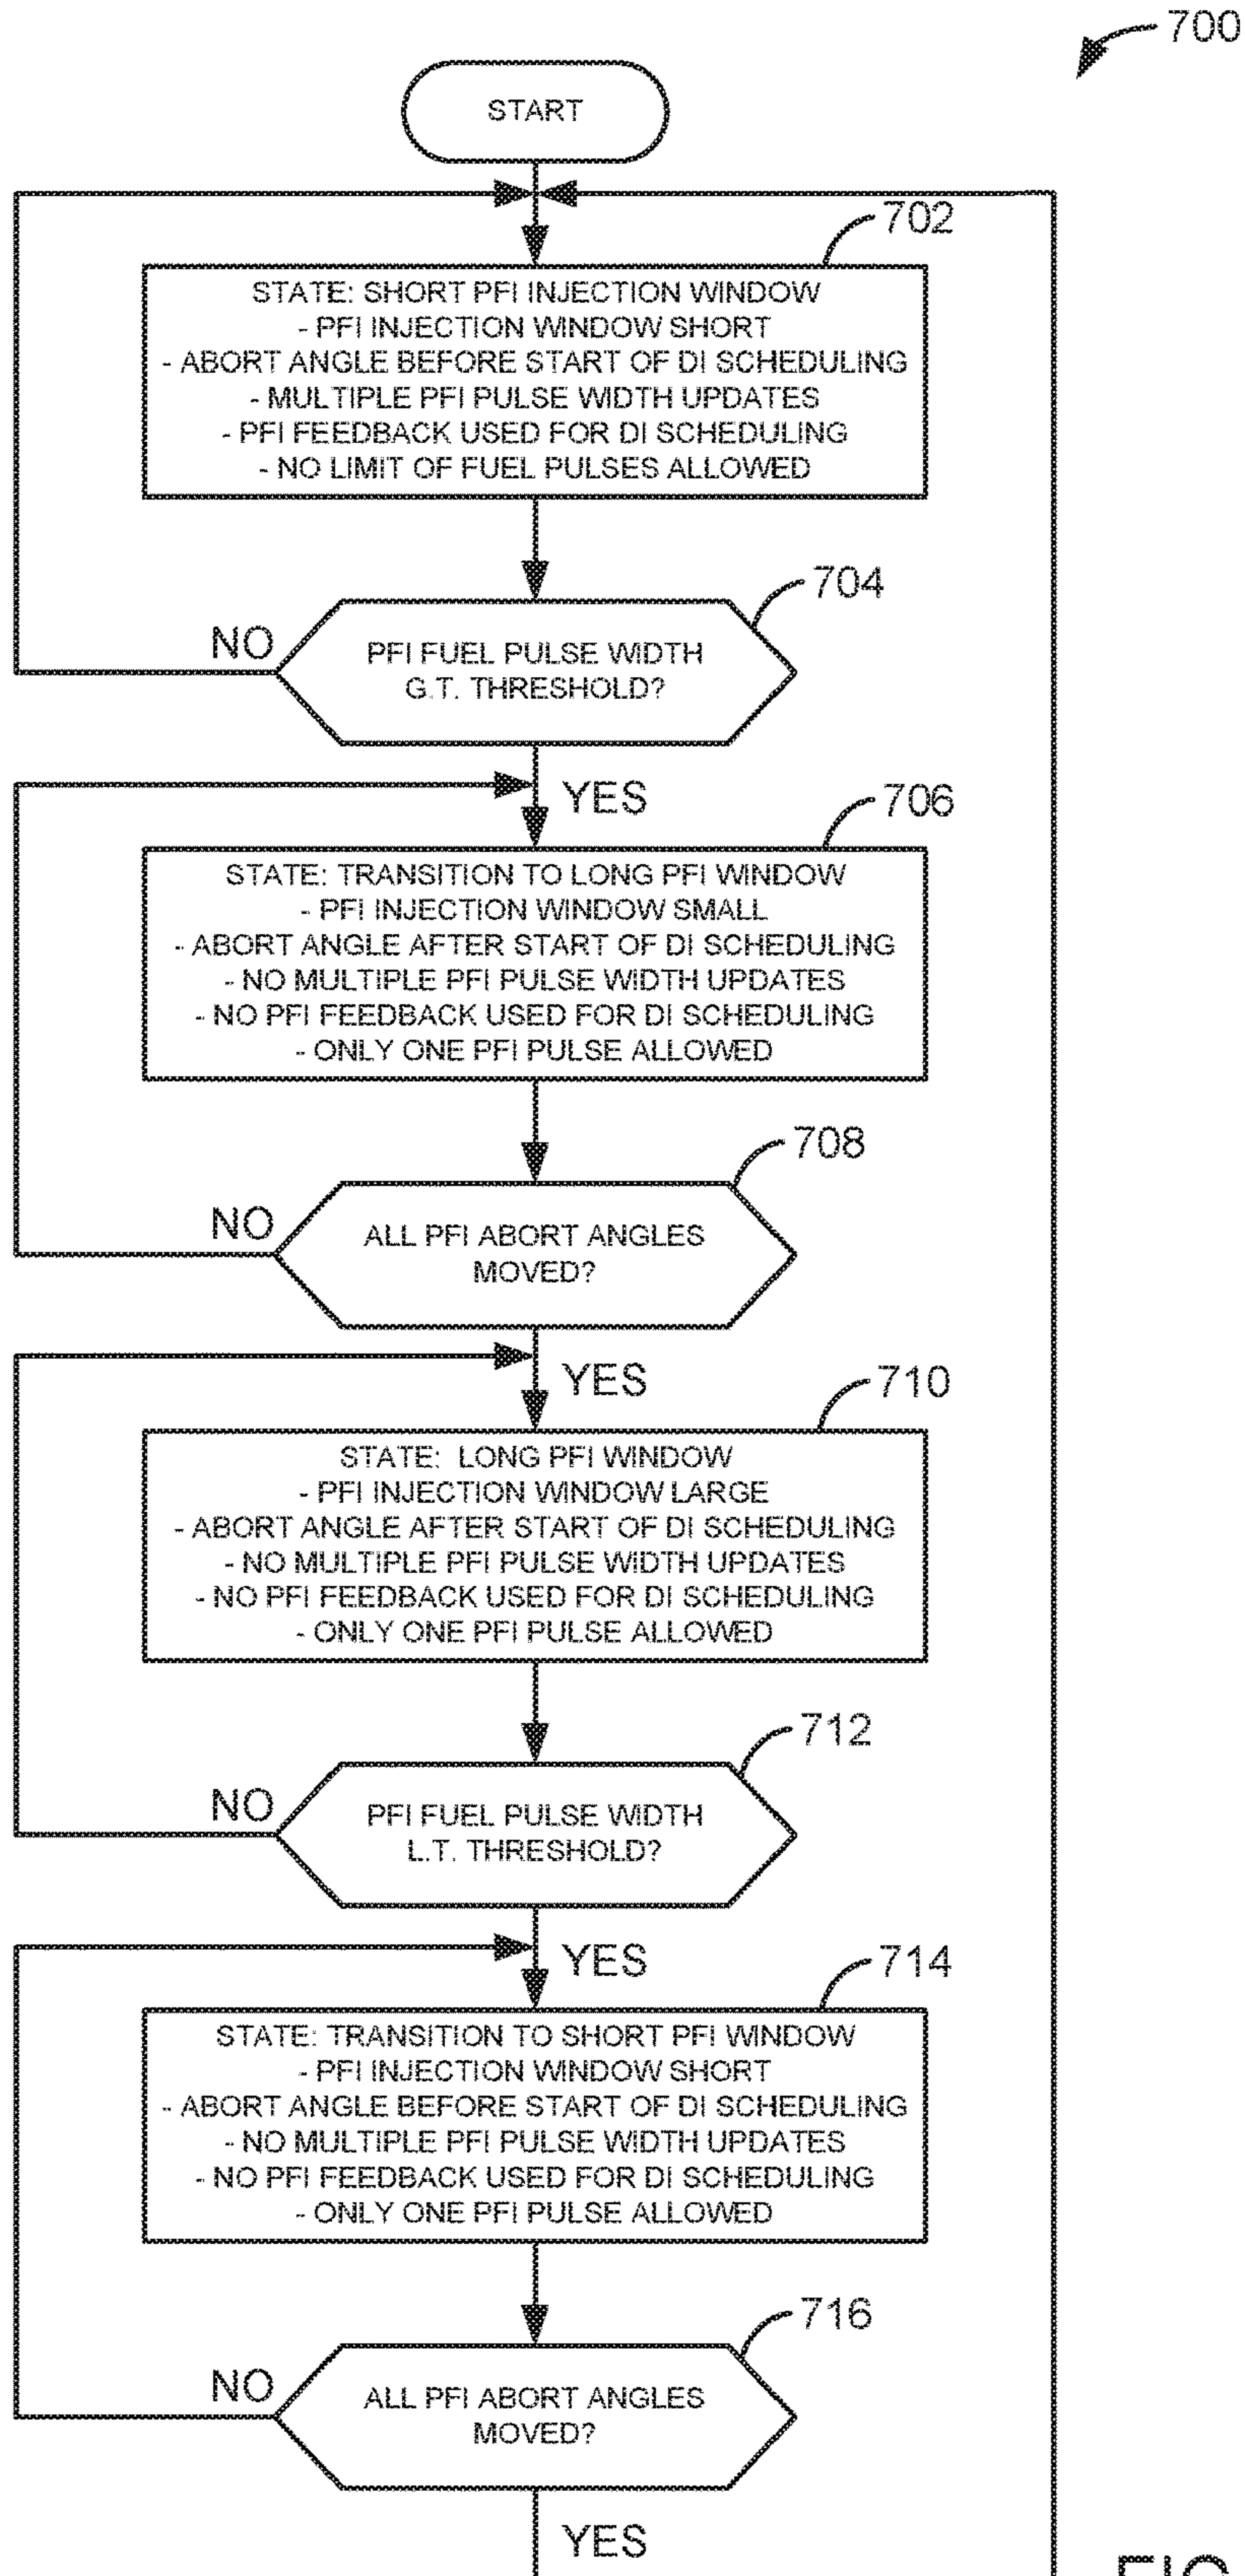 700
START
702
STATE: SHORT PFI INJECTION WINDOW
- PFI INJECTION WINDOW SHORT
- ABORT ANGLE BEFORE START OF DI SCHEDULING
- MULTIPLE PFI PULSE WIDTH UPDATES
- PFI FEEDBACK USED FOR DI SCHEDULING
- NO LIMIT OF FUEL PULSES ALLOWED
704
NO
PFI FUEL PULSE WIDTH
G.T. THRESHOLD?
YES
706
STATE: TRANSITION TO LONG PFI WINDOW
- PFI INJECTION WINDOW SMALL
- ABORT ANGLE AFTER START OF DI SCHEDULING
- NO MULTIPLE PFI PULSE WIDTH UPDATES
- NO PFI FEEDBACK USED FOR DI SCHEDULING
- ONLY ONE PFI PULSE ALLOWED
708
NO
ALL PFI ABORT ANGLES
MOVED?
YES
710
STATE: LONG PFI WINDOW
- PFI INJECTION WINDOW LARGE
- ABORT ANGLE AFTER START OF DI SCHEDULING
- NO MULTIPLE PFI PULSE WIDTH UPDATES
- NO PFI FEEDBACK USED FOR DI SCHEDULING
- ONLY ONE PFI PULSE ALLOWED
712
NO
PFI FUEL PULSE WIDTH
L.T. THRESHOLD?
YES
714
STATE: TRANSITION TO SHORT PFI WINDOW
- PFI INJECTION WINDOW SHORT
- ABORT ANGLE BEFORE START OF DI SCHEDULING
- NO MULTIPLE PFI PULSE WIDTH UPDATES
- NO PFI FEEDBACK USED FOR DI SCHEDULING
- ONLY ONE PFI PULSE ALLOWED
716
NO
ALL PFI ABORT ANGLES
MOVED?
YES